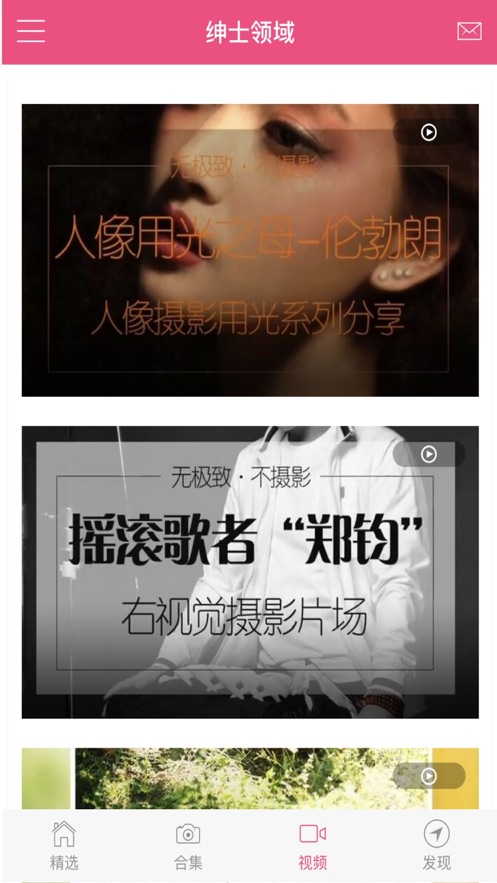 绅士领域
无极致·不摄影
人像用光之母-伦勃朗
人像摄影用光系列分享
无极致·不摄影
摇滚歌者“郑钧”
右视觉摄影片场
精选
合集
视频
发现